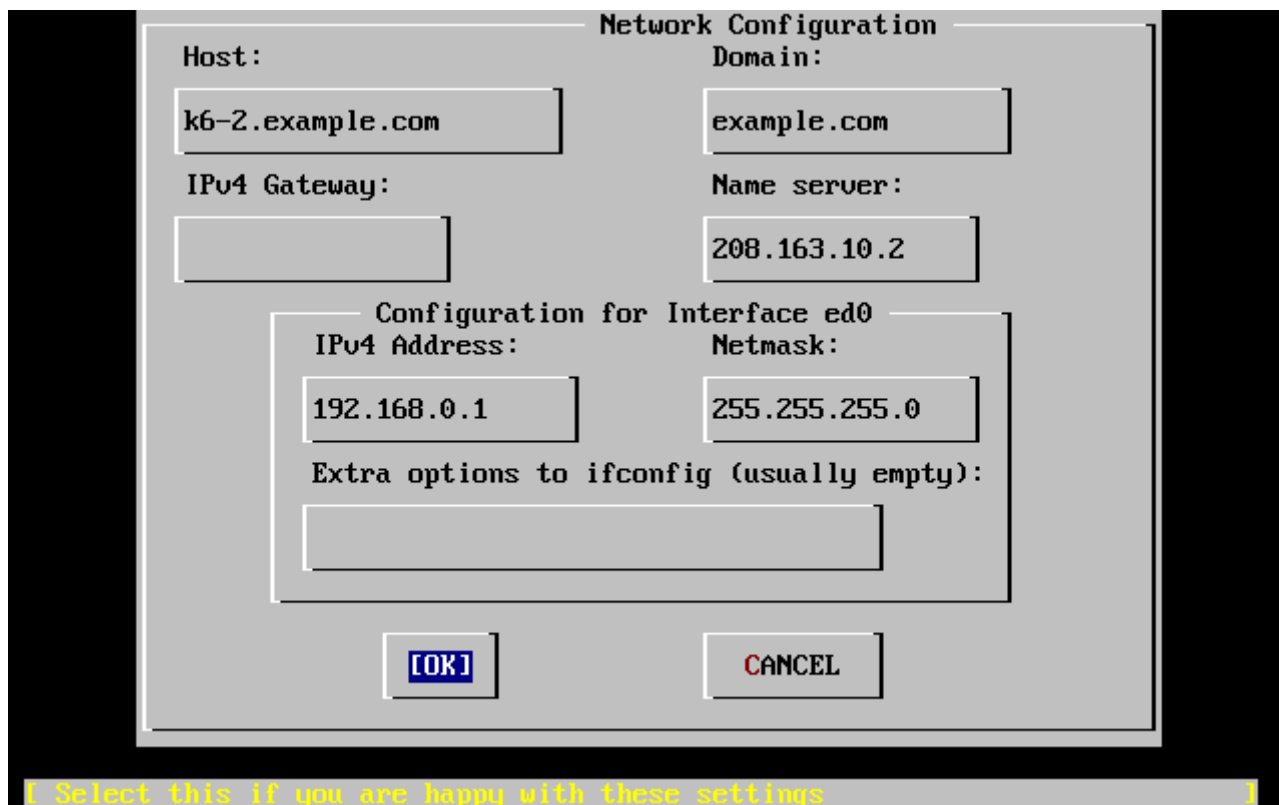 Network Configuration
Host: Domain:
k6-2.example.com example.com
IPv4 Gateway: Name server:
208.163.10.2
Configuration for Interface ed0
IPv4 Address: Netmask:
192.168.0.1 255.255.255.0
Extra options to ifconfig (usually empty):
[OK] CANCEL
[ Select this if you are happy with these settings ]